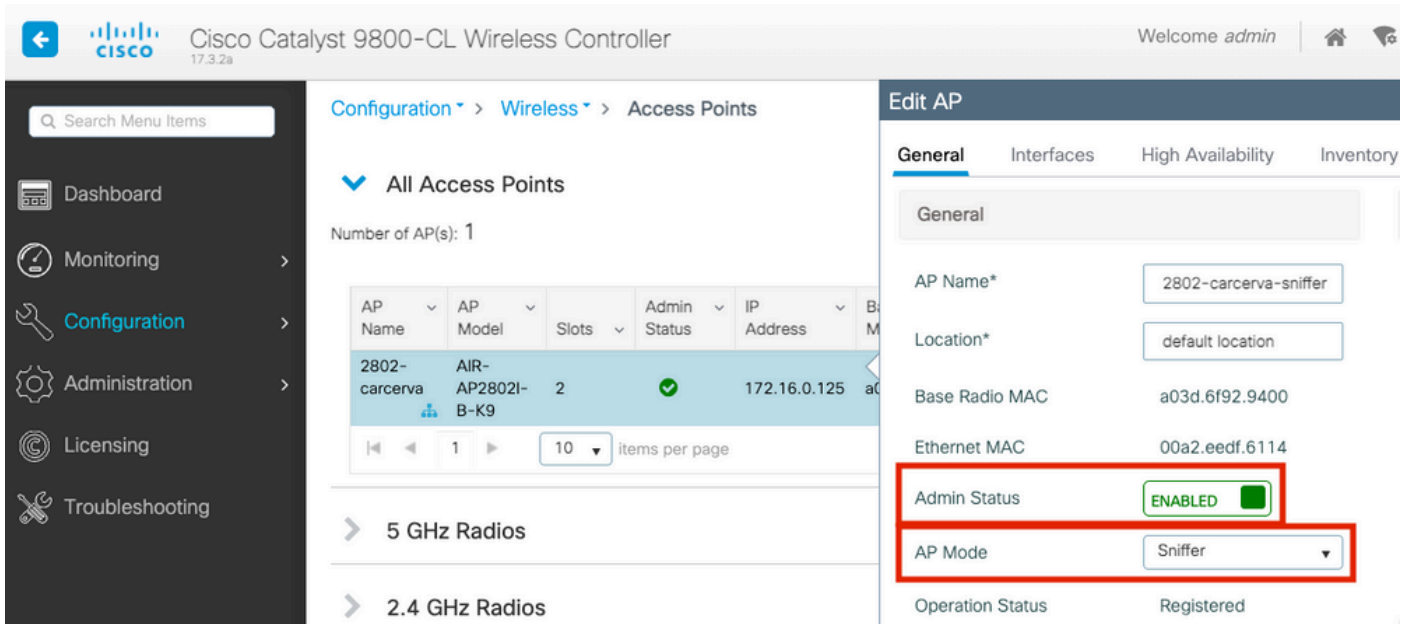 CISCO
Cisco Catalyst 9800-CL Wireless Controller
17.3.2a
Welcome admin
Search Menu Items
Dashboard
Monitoring
Configuration
Administration
Licensing
Troubleshooting
Configuration > Wireless > Access Points
All Access Points
Number of AP(s): 1
AP Name
AP Model
Slots
Admin Status
IP Address
2802-carcerva
AIR-AP2802I-B-K9
2
172.16.0.125
1
10
items per page
5 GHz Radios
2.4 GHz Radios
Edit AP
General
Interfaces
High Availability
Inventory
General
AP Name* 2802-carcerva-sniffer
Location* default location
Base Radio MAC a03d.6f92.9400
Ethernet MAC 00a2.eedf.6114
Admin Status ENABLED
AP Mode Sniffer
Operation Status Registered